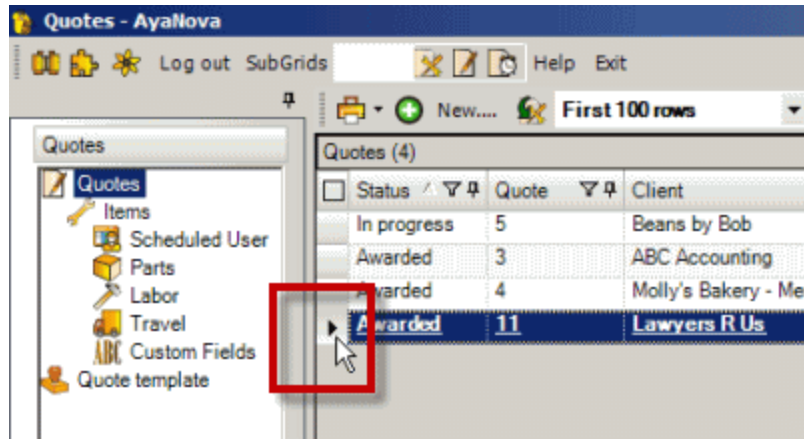 Quotes - AyaNova
Log out SubGrids Help Exit
New.... First 100 rows
Quotes
Quotes (4)
Quotes
Items
Scheduled User
Parts
Labor
Travel
ABC Custom Fields
Quote template
Status Quote Client
In progress 5 Beans by Bob
Awarded 3 ABC Accounting
Awarded 4 Molly's Bakery - Me
Awarded 11 Lawyers R Us